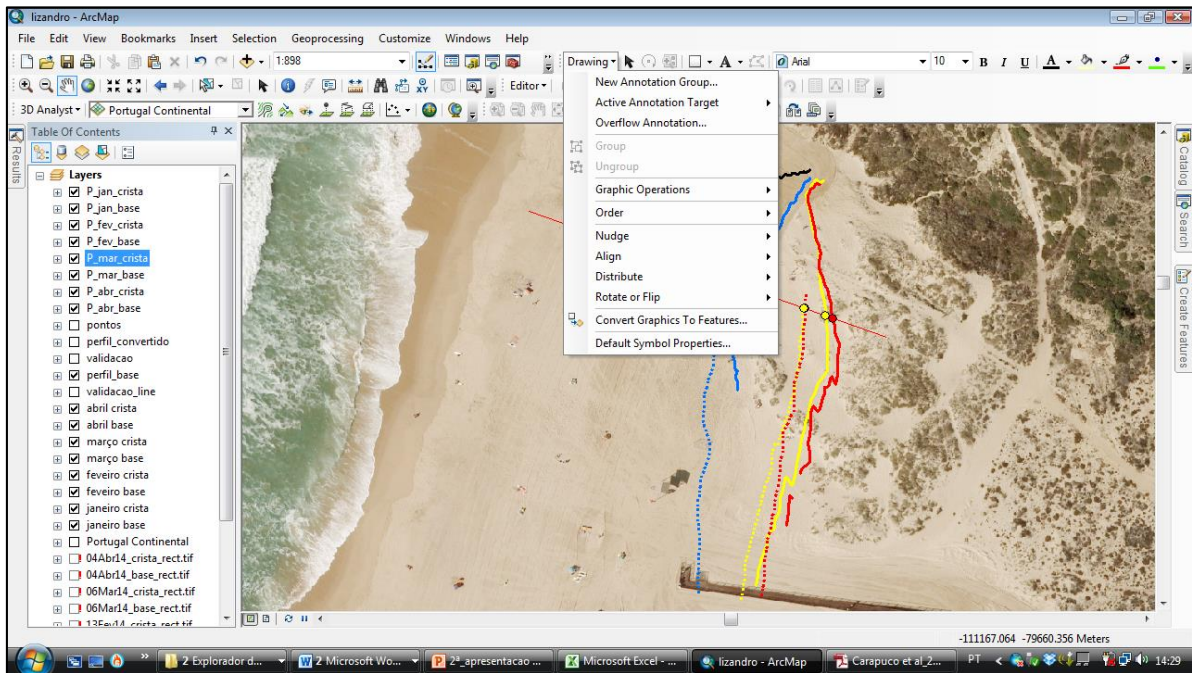 lizandro - ArcMap
File Edit View Bookmarks Insert Selection Geoprocessing Customize Windows Help
1:898
Drawing
A
Arial
10
B I U A
Editor
3D Analyst
Portugal Continental
Results
Table Of Contents
Layers
P_jan_crista
P_jan_base
P_fev_crista
P_fev_base
P_mar_crista
P_mar_base
P_abr_crista
P_abr_base
pontos
perfil_convertido
validacao
perfil_base
validacao_line
abril crista
abril base
março crista
março base
feveiro crista
feveiro base
janeiro crista
janeiro base
Portugal Continental
04Abr14_crista_rect.tif
04Abr14_base_rect.tif
06Mar14_crista_rect.tif
06Mar14_base_rect.tif
13Fev14_crista_rect.tif
New Annotation Group...
Active Annotation Target
Overflow Annotation...
Group
Ungroup
Graphic Operations
Order
Nudge
Align
Distribute
Rotate or Flip
Convert Graphics To Features...
Default Symbol Properties...
Catalog
Search
Create Features
-111167.064 -79660.356 Meters
2 Explorador d...
2 Microsoft Wo...
2ª_apresentacao ...
Microsoft Excel - ...
lizandro - ArcMap
Carapuco et al_2...
PT
14:29